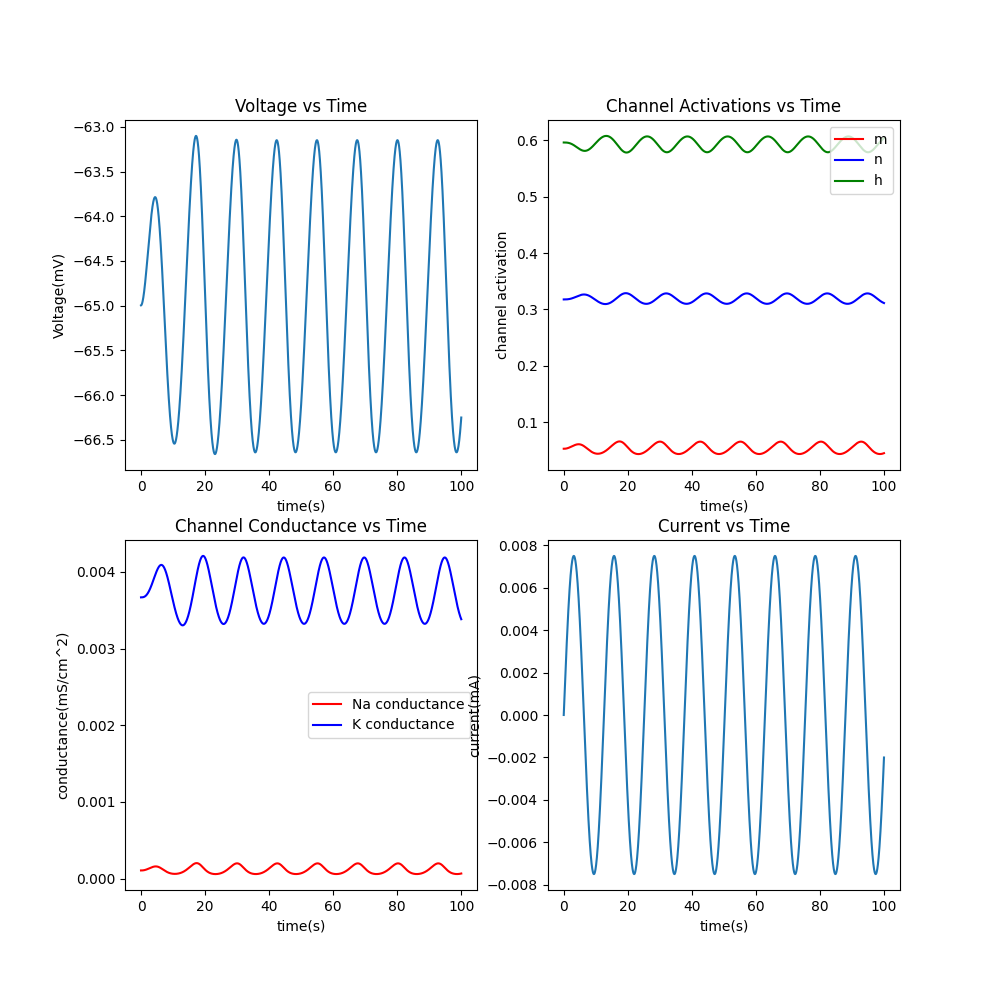 Voltage vs Time
−63.0
−63.5
−64.0
−64.5
−65.0
−65.5
−66.0
−66.5
Voltage(mV)
0 20 40 60 80 100
time(s)
Channel Activations vs Time
0.6
0.5
0.4
0.3
0.2
0.1
channel activation
m
n
h
0 20 40 60 80 100
time(s)
Channel Conductance vs Time
0.004
0.003
0.002
0.001
0.000
conductance(mS/cm^2)
Na conductance
K conductance
0 20 40 60 80 100
time(s)
Current vs Time
0.008
0.006
0.004
0.002
0.000
−0.002
−0.004
−0.006
−0.008
current(mA)
0 20 40 60 80 100
time(s)